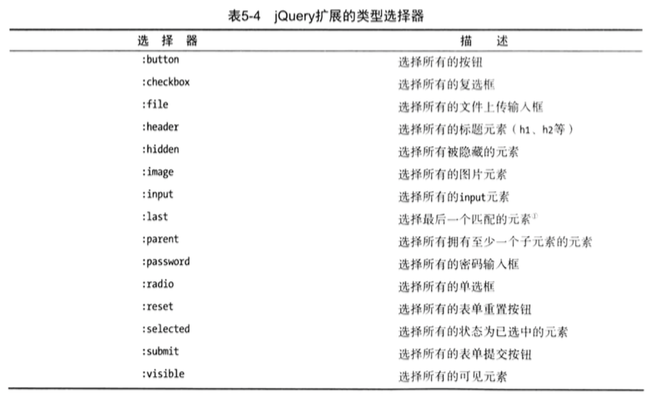 表5-4 jQuery扩展的类型选择器
选择器 描述
:button 选择所有的按钮
:checkbox 选择所有的复选框
:file 选择所有的文件上传输入框
:header 选择所有的标题元素（h1、h2等）
:hidden 选择所有被隐藏的元素
:image 选择所有的图片元素
:input 选择所有的input元素
:last 选择最后一个匹配的元素
:parent 选择所有拥有至少一个子元素的元素
:password 选择所有的密码输入框
:radio 选择所有的单选框
:reset 选择所有的表单重置按钮
:selected 选择所有的状态为已选中的元素
:submit 选择所有的表单提交按钮
:visible 选择所有的可见元素